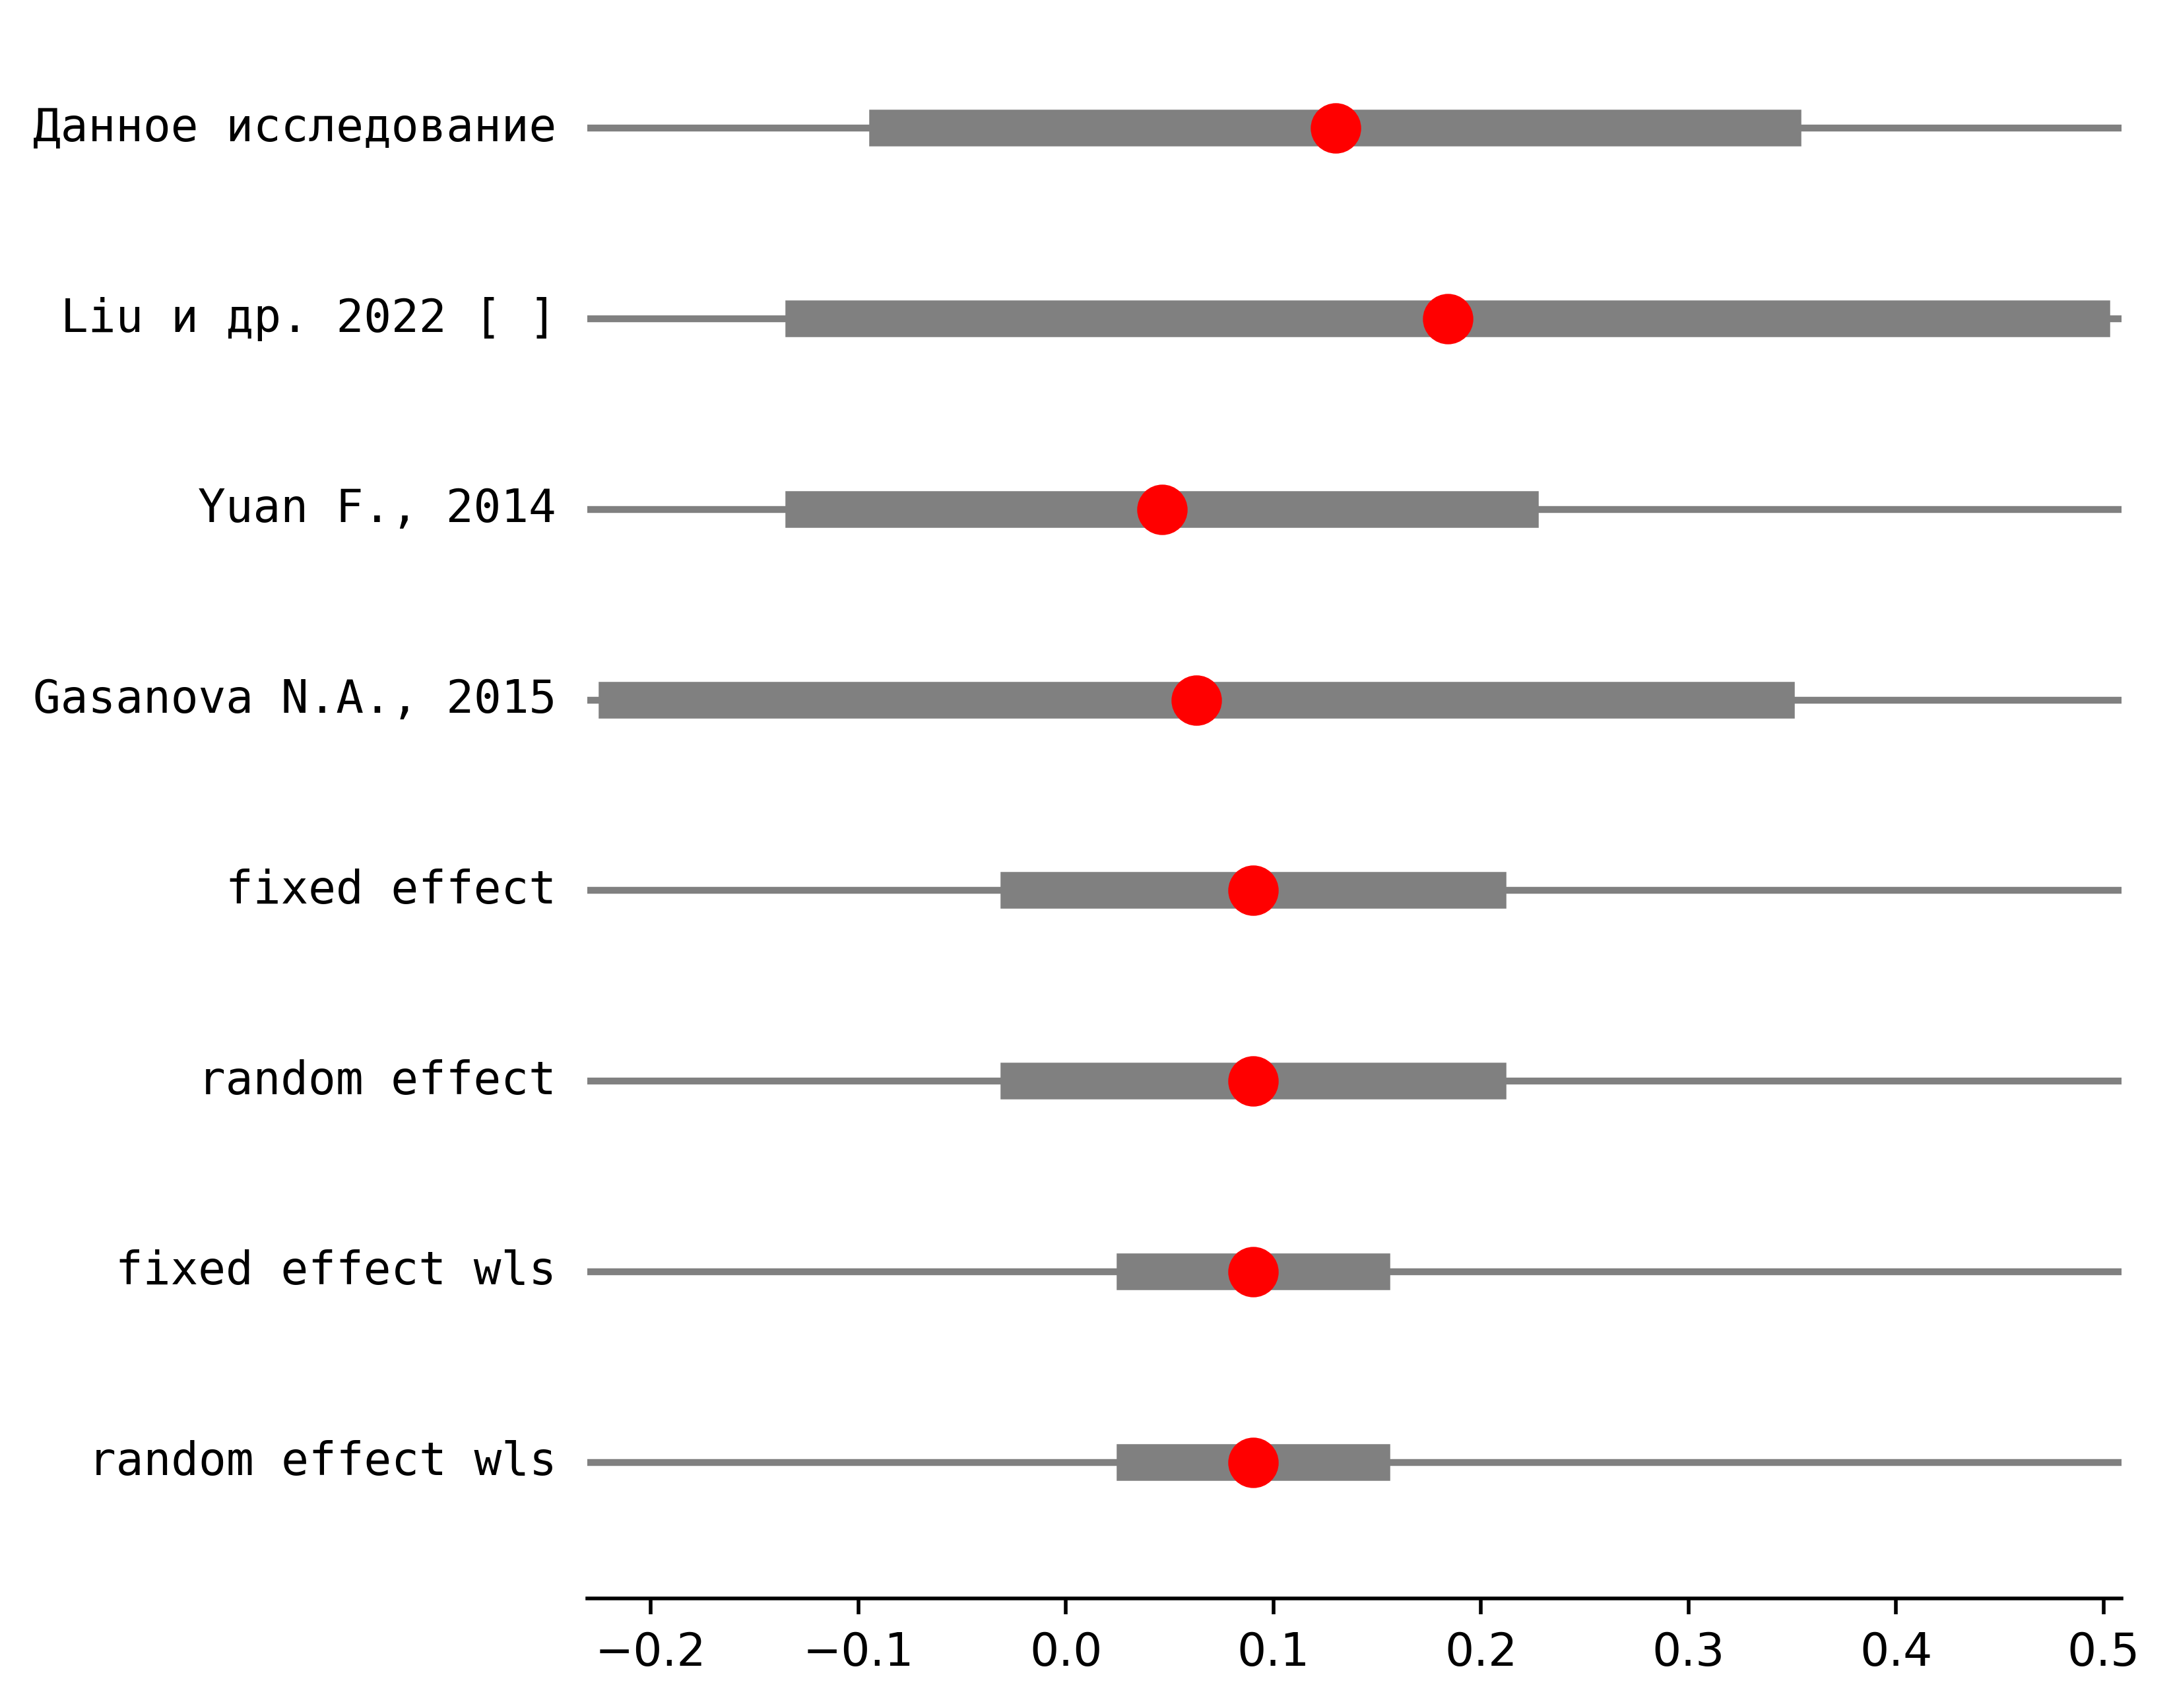 Данное исследование
Liu и др. 2022 [ ]
Yuan F., 2014
Gasanova N.A., 2015
fixed effect
random effect
fixed effect wls
random effect wls
−0.2 −0.1 0.0 0.1 0.2 0.3 0.4 0.5